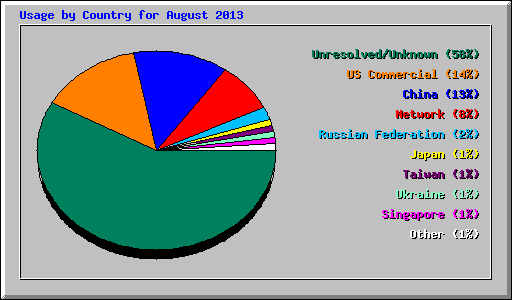 Usage by Country for August 2013
Unresolved/Unknown (58%)
US Commercial (14%)
China (13%)
Network (8%)
Russian Federation (2%)
Japan (1%)
Taiwan (1%)
Ukraine (1%)
Singapore (1%)
Other (1%)